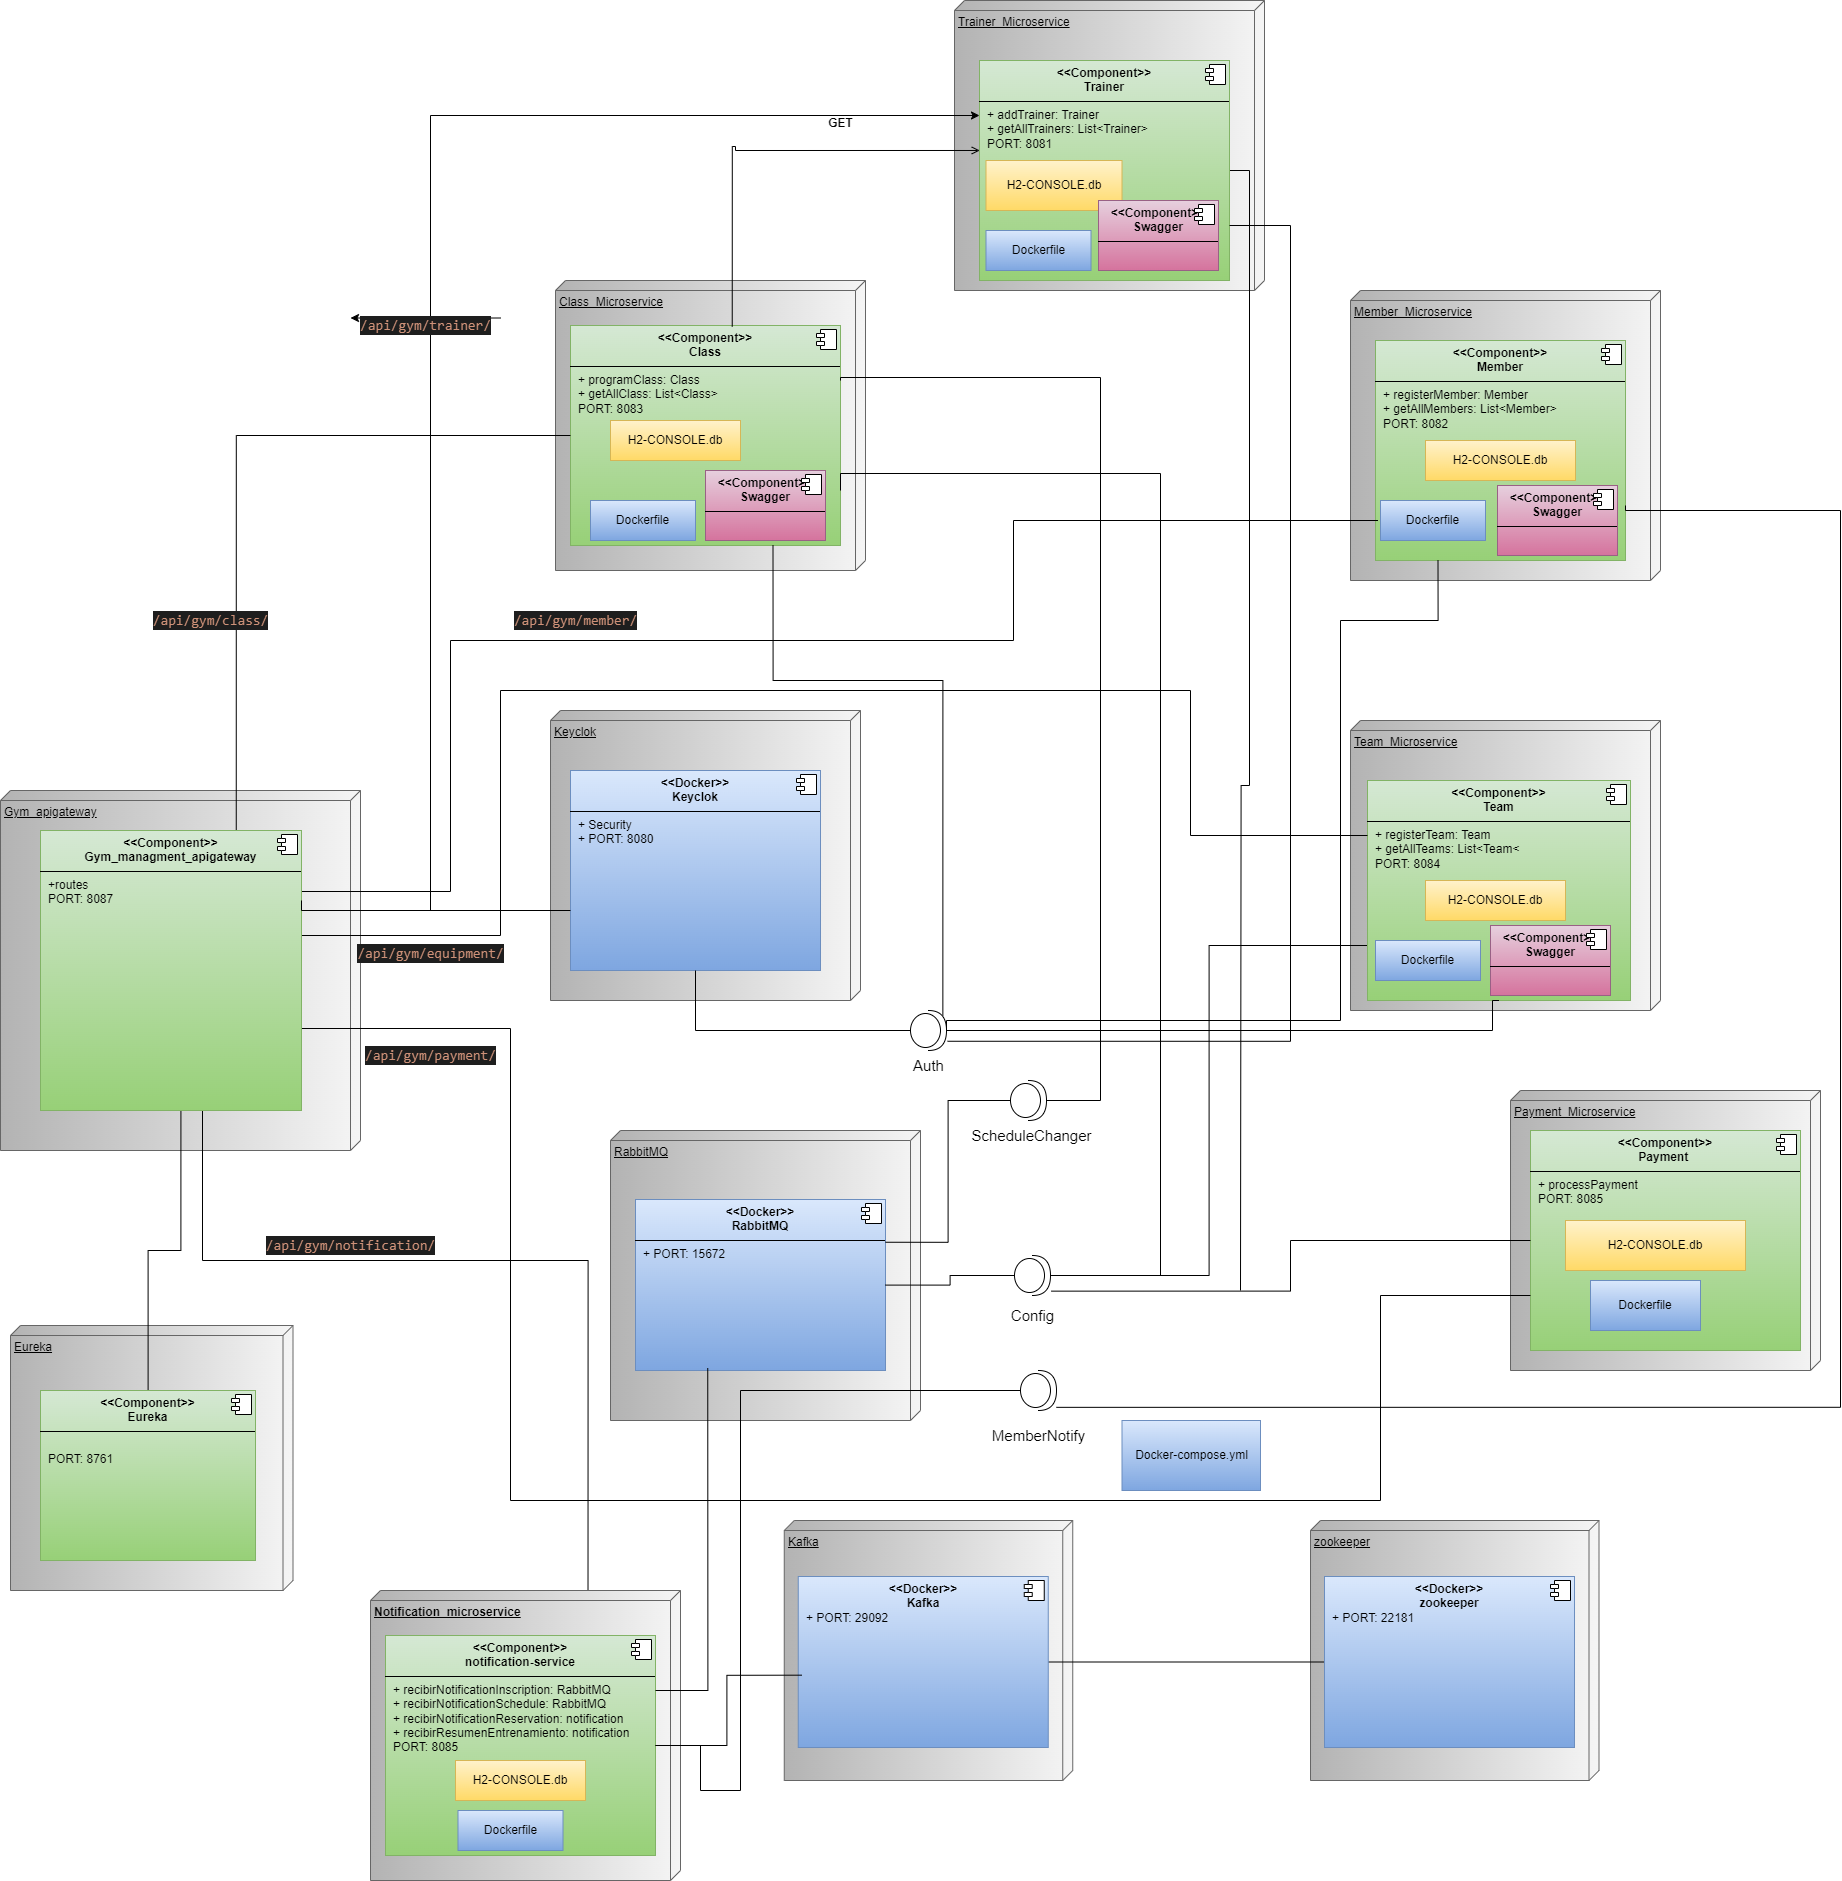 Trainer_Microservice
<<Component>>
Trainer
+ addTrainer: Trainer
+ getAllTrainers: List<Trainer>
PORT: 8081
H2-CONSOLE.db
<<Component>>
Swagger
Dockerfile
GET
Class_Microservice
<<Component>>
Class
+ programClass: Class
+ getAllClass: List<Class>
PORT: 8083
H2-CONSOLE.db
<<Component>>
Swagger
Dockerfile
/api/gym/trainer/
Member_Microservice
<<Component>>
Member
+ registerMember: Member
+ getAllMembers: List<Member>
PORT: 8082
H2-CONSOLE.db
<<Component>>
Swagger
Dockerfile
/api/gym/class/
/api/gym/member/
Keyclok
<<Docker>>
Keyclok
+ Security
+ PORT: 8080
Team_Microservice
<<Component>>
Team
+ registerTeam: Team
+ getAllTeams: List<Team<
PORT: 8084
H2-CONSOLE.db
<<Component>>
Swagger
Dockerfile
Gym_apigateway
<<Component>>
Gym_managment_apigateway
+routes
PORT: 8087
/api/gym/equipment/
/api/gym/payment/
Auth
ScheduleChanger
RabbitMQ
<<Docker>>
RabbitMQ
+ PORT: 15672
Config
MemberNotify
Payment_Microservice
<<Component>>
Payment
+ processPayment
PORT: 8085
H2-CONSOLE.db
Dockerfile
/api/gym/notification/
Eureka
<<Component>>
Eureka
PORT: 8761
Docker-compose.yml
Notification_microservice
<<Component>>
notification-service
+ recibirNotificationInscription: RabbitMQ
+ recibirNotificationSchedule: RabbitMQ
+ recibirNotificationReservation: notification
+ recibirResumenEntrenamiento: notification
PORT: 8085
H2-CONSOLE.db
Dockerfile
Kafka
<<Docker>>
Kafka
+ PORT: 29092
zookeeper
<<Docker>>
zookeeper
+ PORT: 22181